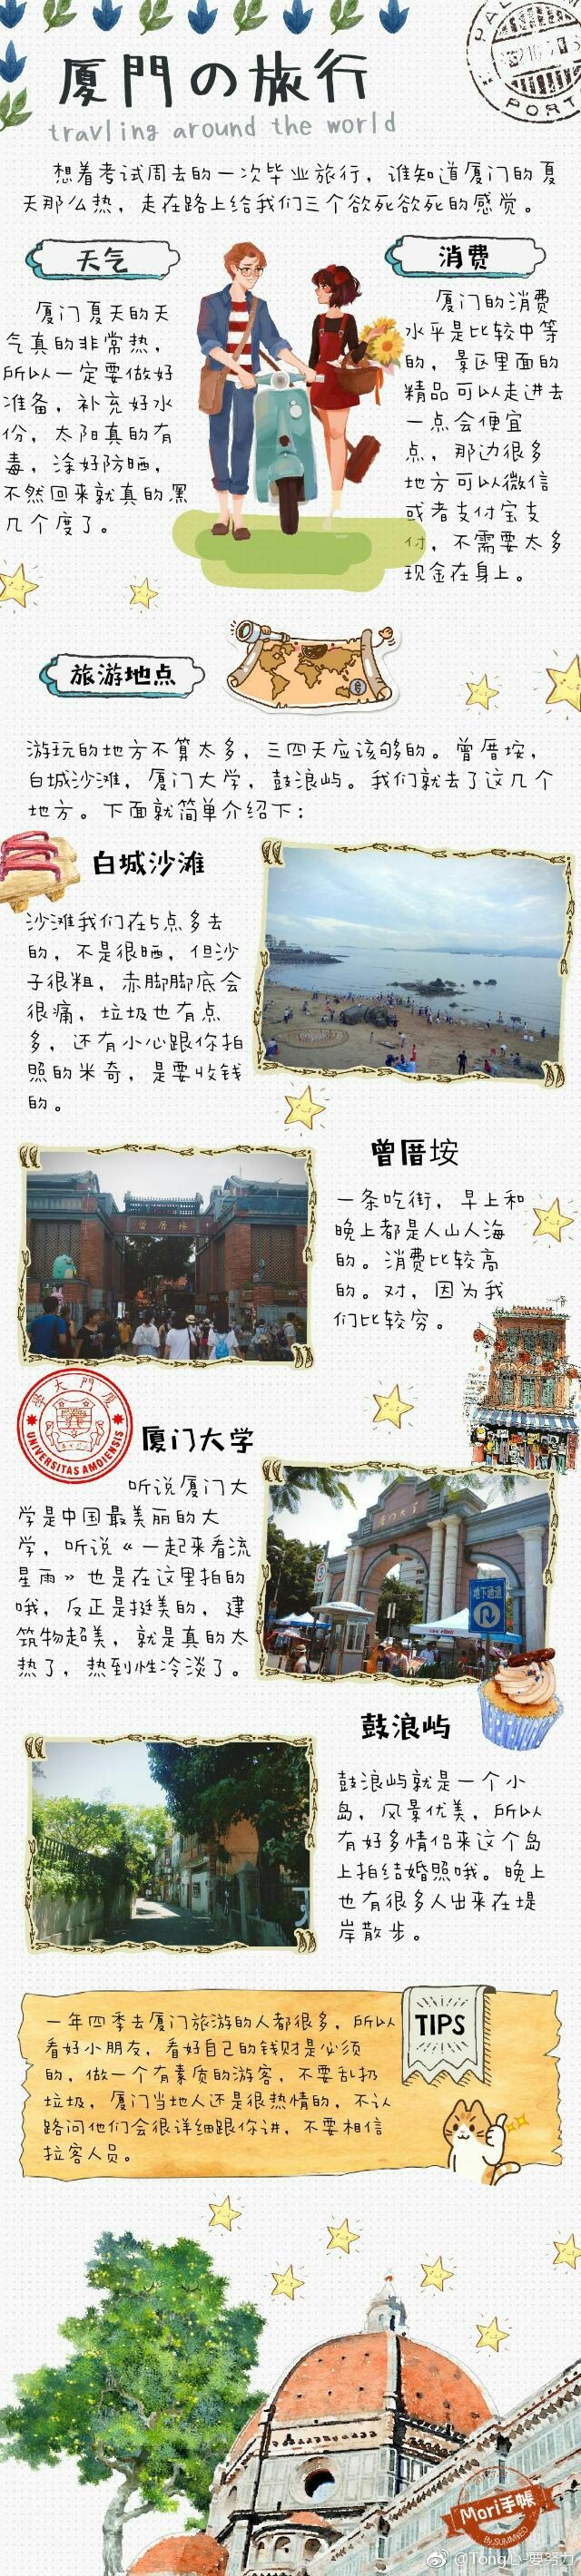 厦門の旅行
travling around the world
想着考试周去的一次毕业旅行，谁知道厦门的夏
天那么热，走在路上给我们三个欲死欲死的感觉。
天气
厦门夏天的天
气真的非常热，
所以一定要做好
准备，补充好水
份，太阳真的有
毒，涂好防晒，
不然回来就真的黑
几个度了。
消费
厦门的消费
水平是比较中等
的，景区里面的
精品可以走进去
一点会便宜
点，那边很多
地方可以微信
或者支付宝支
付，不需要太多
现金在身上。
旅游地点
游玩的地方不算太多，三四天应该够的。曾厝垵，
白城沙滩，厦门大学，鼓浪屿。我们就去了这几个
地方。下面就简单介绍下：
白城沙滩
沙滩我们在5点多去
的，不是很晒，但沙
子很粗，赤脚脚底会
很痛，垃圾也有点
多，还有小心跟你拍
照的米奇，是要收钱
的。
曾厝垵
一条吃街，早上和
晚上都是人山人海
的。消费比较高
的。对，因为我
们比较穷。
曾厝垵
學大門廈
UNIVERSITAS AMOIENSIS
厦门大学
听说厦门大
学是中国最美丽的大
学，听说《一起来看流
星雨》也是在这里拍的
哦，反正是挺美的，建
筑物超美，就是真的太
热了，热到性冷淡了。
厦门大学
地下通道
鼓浪屿
鼓浪屿就是一个小
岛，风景优美，所以
有好多情侣来这个岛
上拍结婚照哦。晚上
也有很多人出来在堤
岸散步。
TIPS
一年四季去厦门旅游的人都很多，所以
看好小朋友，看好自己的钱财是必须
的，做一个有素质的游客，不要乱扔
垃圾，厦门当地人还是很热情的，不认
路问他们会很详细跟你讲，不要相信
拉客人员。
Mori手帳
By.SUMMNEO
@Tong心-要努力